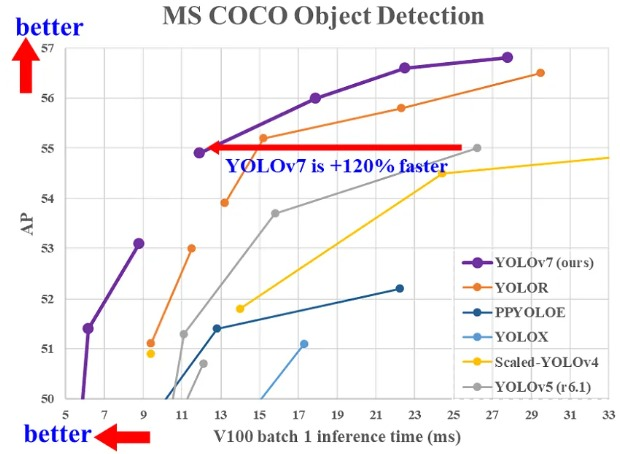 MS COCO Object Detection
better
57
56
55
54
53
52
51
50
AP
YOLOv7 is +120% faster
YOLOv7 (ours)
YOLOR
PPYOLOE
YOLOX
Scaled-YOLOv4
YOLOv5 (r6.1)
5 7 9 11 13 15 17 19 21 23 25 27 29 31 33
better
V100 batch 1 inference time (ms)